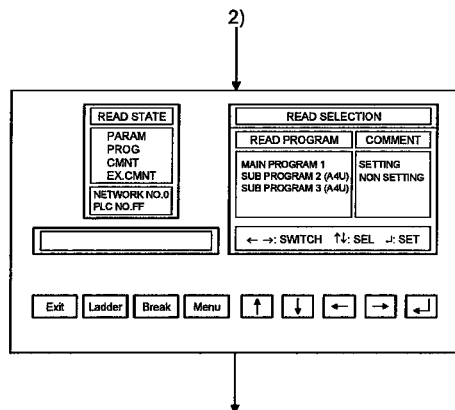 2)
READ STATE
PARAM
PROG
CMNT
EX.CMNT
NETWORK NO.0
PLC NO.FF
READ SELECTION
READ PROGRAM COMMENT
MAIN PROGRAM 1 SETTING
SUB PROGRAM 2 (A4U) NON SETTING
SUB PROGRAM 3 (A4U)
← →: SWITCH ↑↓: SEL ↵: SET
Exit Ladder Break Menu ↑ ↓ ← → ↵